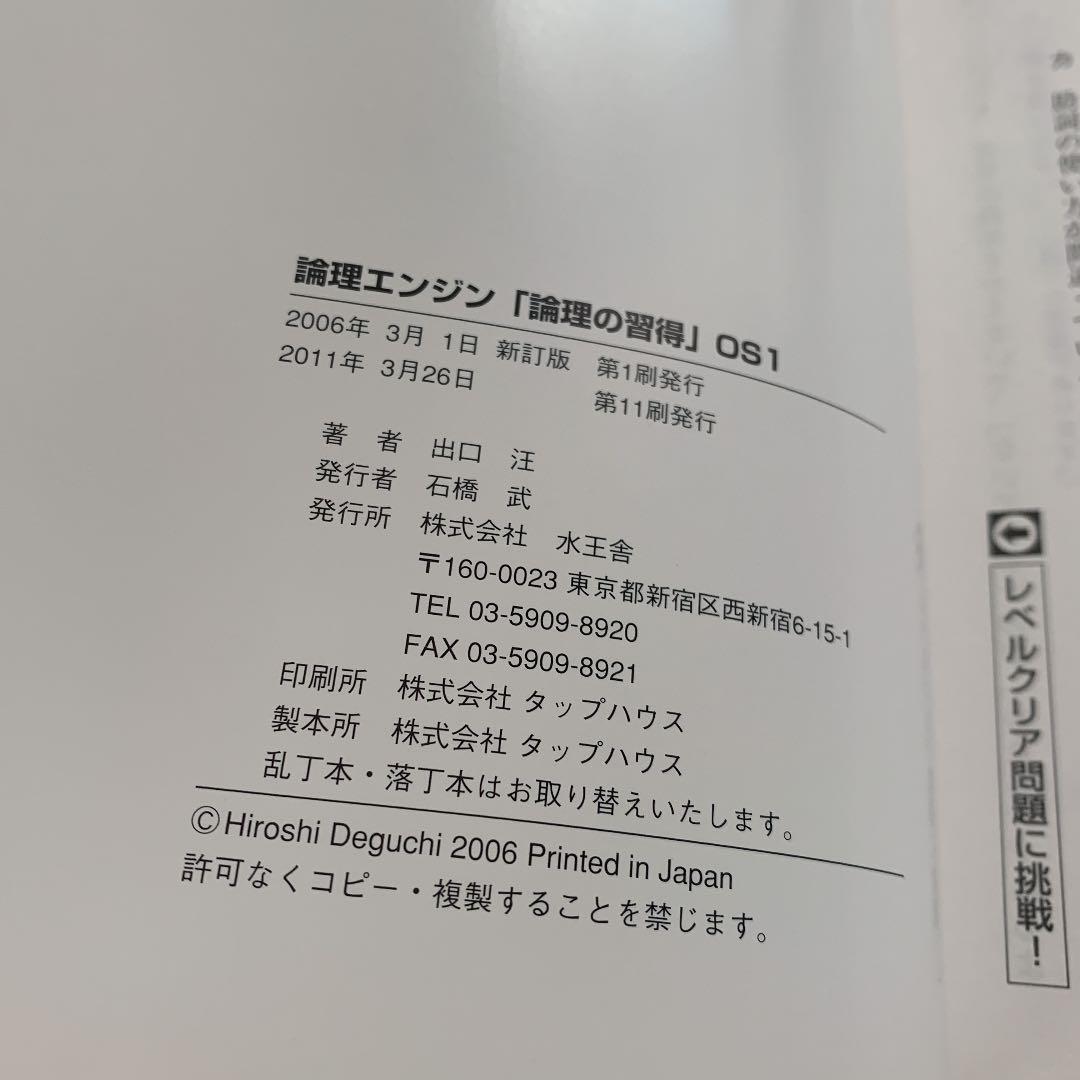 論理エンジン「論理の習得」OS1
2006年 3月 1日 新訂版 第1刷発行
2011年 3月26日 第11刷発行
著 者 出口 汪
発行者 石橋 武
発行所 株式会社 水王舎
〒160-0023 東京都新宿区西新宿6-15-1
TEL 03-5909-8920
FAX 03-5909-8921
印刷所 株式会社 タップハウス
製本所 株式会社 タップハウス
乱丁本・落丁本はお取り替えいたします。
©Hiroshi Deguchi 2006 Printed in Japan
許可なくコピー・複製することを禁じます。
レベルクリア問題に挑戦!